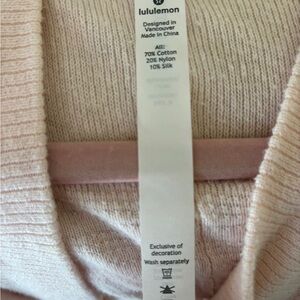 lululemon
Designed in
Vancouver
Made in China
All:
70% Cotton
20% Nylon
10% Silk
Exclusive of
decoration
Wash separately